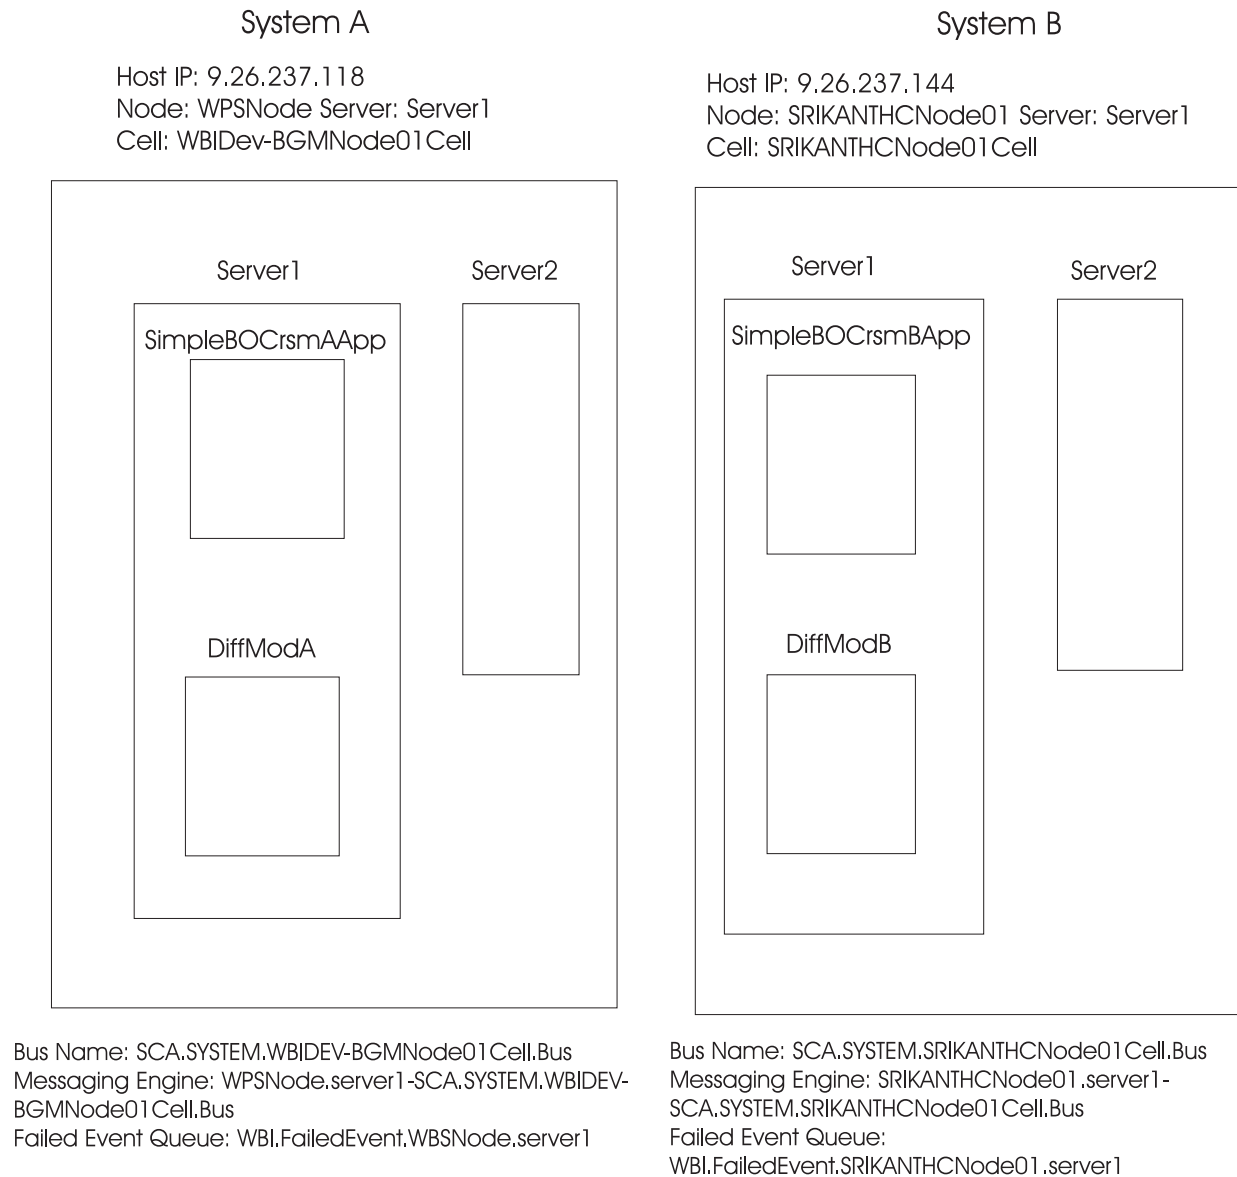 System A
Host IP: 9.26.237.118
Node: WPSNode Server: Server1
Cell: WBIDev-BGMNode01Cell
Server1
Server2
SimpleBOCrsmAApp
DiffModA
Bus Name: SCA.SYSTEM.WBIDEV-BGMNode01Cell.Bus
Messaging Engine: WPSNode.server1-SCA.SYSTEM.WBIDEV-
BGMNode01Cell.Bus
Failed Event Queue: WBI.FailedEvent.WBSNode.server1
System B
Host IP: 9.26.237.144
Node: SRIKANTHCNode01 Server: Server1
Cell: SRIKANTHCNode01Cell
Server1
Server2
SimpleBOCrsmBApp
DiffModB
Bus Name: SCA.SYSTEM.SRIKANTHCNode01Cell.Bus
Messaging Engine: SRIKANTHCNode01.server1-
SCA.SYSTEM.SRIKANTHCNode01Cell.Bus
Failed Event Queue:
WBI.FailedEvent.SRIKANTHCNode01.server1